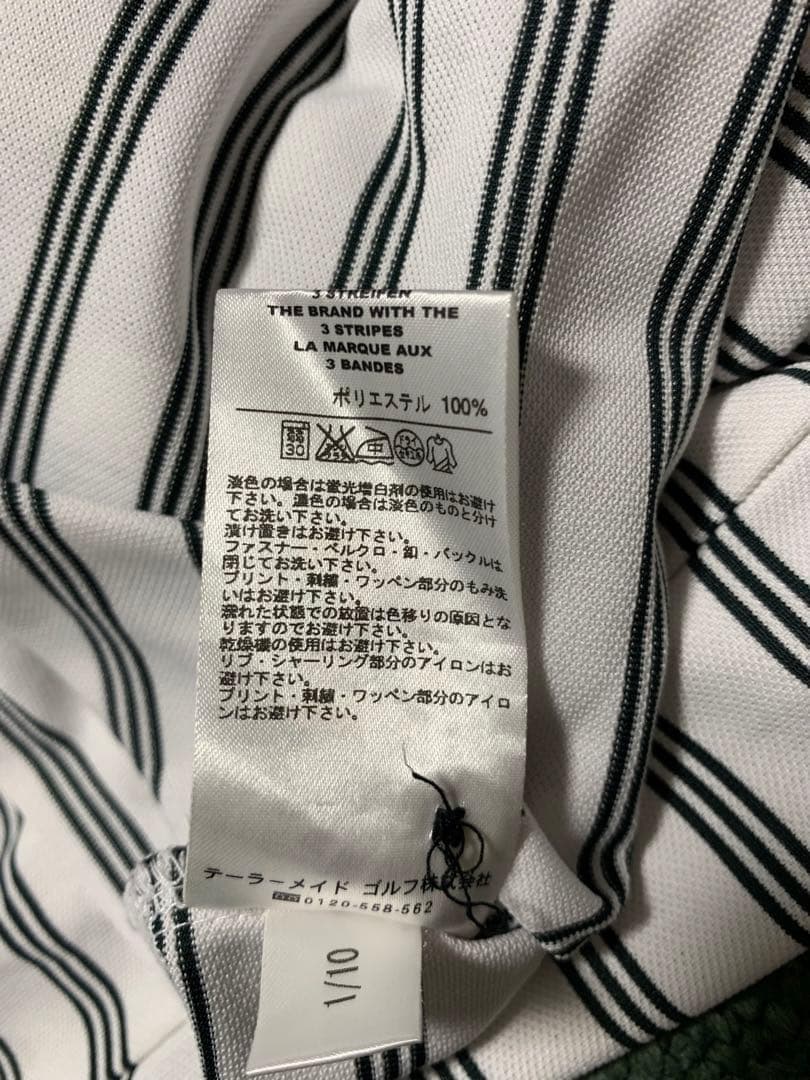 3 STREIFEN
THE BRAND WITH THE
3 STRIPES
LA MARQUE AUX
3 BANDES
ポリエステル 100%
30
中
淡色の場合は蛍光増白剤の使用はお避け
下さい。濃色の場合は淡色のものと分け
てお洗い下さい。
漬け置きはお避け下さい。
ファスナー・ベルクロ・釦・バックルは
閉じてお洗い下さい。
プリント・刺繍・ワッペン部分のもみ洗
いはお避け下さい。
濡れた状態での放置は色移りの原因とな
りますのでお避け下さい。
乾燥機の使用はお避け下さい。
リブ・シャーリング部分のアイロンはお
避け下さい。
プリント・刺繍・ワッペン部分のアイロ
ンはお避け下さい。
テーラーメイド ゴルフ株式会社
0120-558-562
1/10